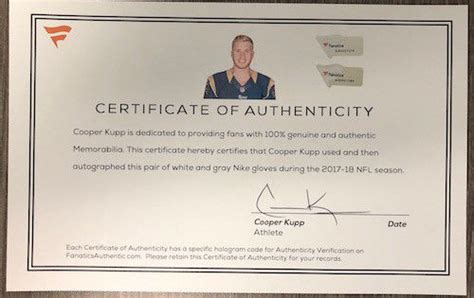 Fanatics
Fanatics
CERTIFICATE OF AUTHENTICITY
Cooper Kupp is dedicated to providing fans with 100% genuine and authentic
Memorabilia. This certificate hereby certifies that Cooper Kupp used and then
autographed this pair of white and gray Nike gloves during the 2017-18 NFL season.
Cooper Kupp Date
Athlete
Each Certificate of Authenticity has a specific hologram code for Authenticity Verification on
FanaticsAuthentic.com. Please retain this Certificate of Authenticity for your records.